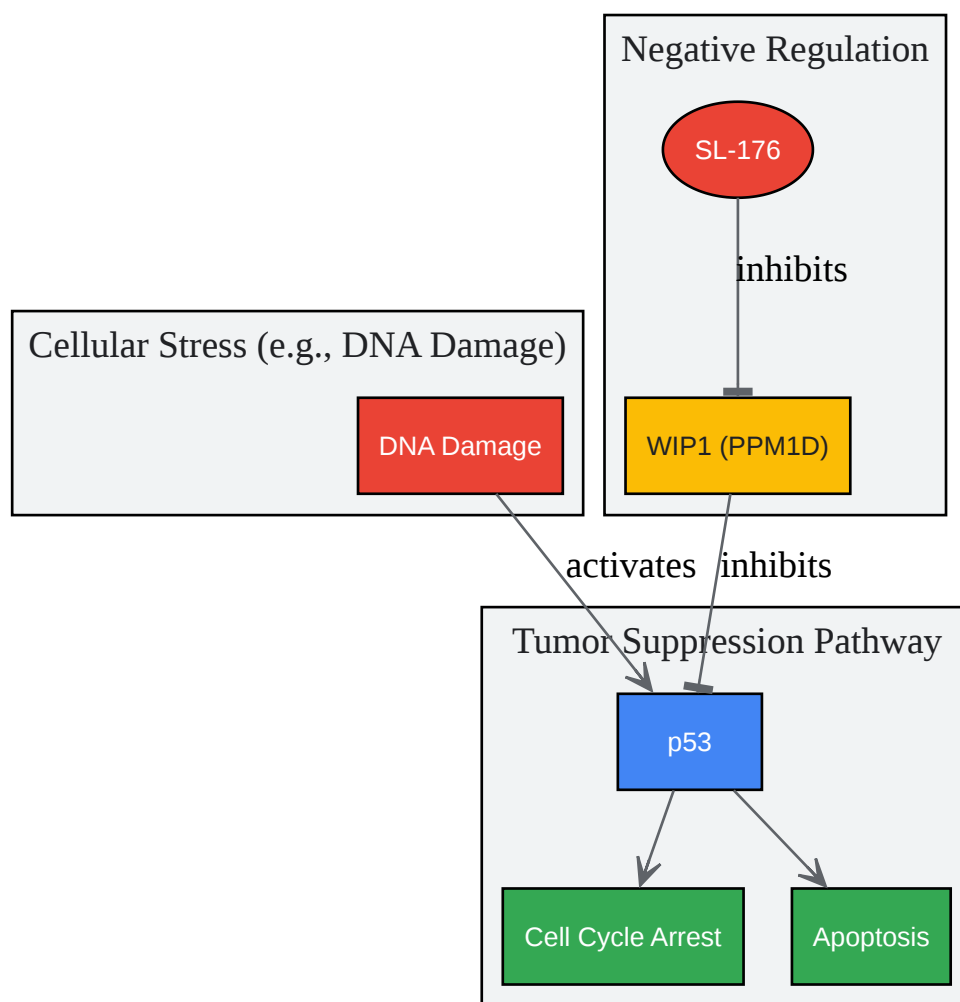 Negative Regulation
SL-176
inhibits
Cellular Stress (e.g., DNA Damage)
DNA Damage
WIP1 (PPM1D)
activates
inhibits
Tumor Suppression Pathway
p53
Cell Cycle Arrest
Apoptosis